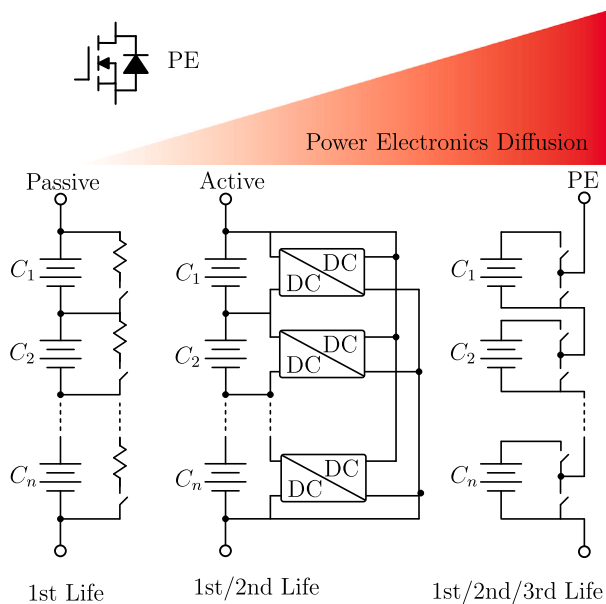 PE
Power Electronics Diffusion
Passive
Active
PE
C1
C1
C1
DC
DC
C2
C2
C2
DC
DC
Cn
Cn
Cn
DC
DC
1st Life
1st/2nd Life
1st/2nd/3rd Life